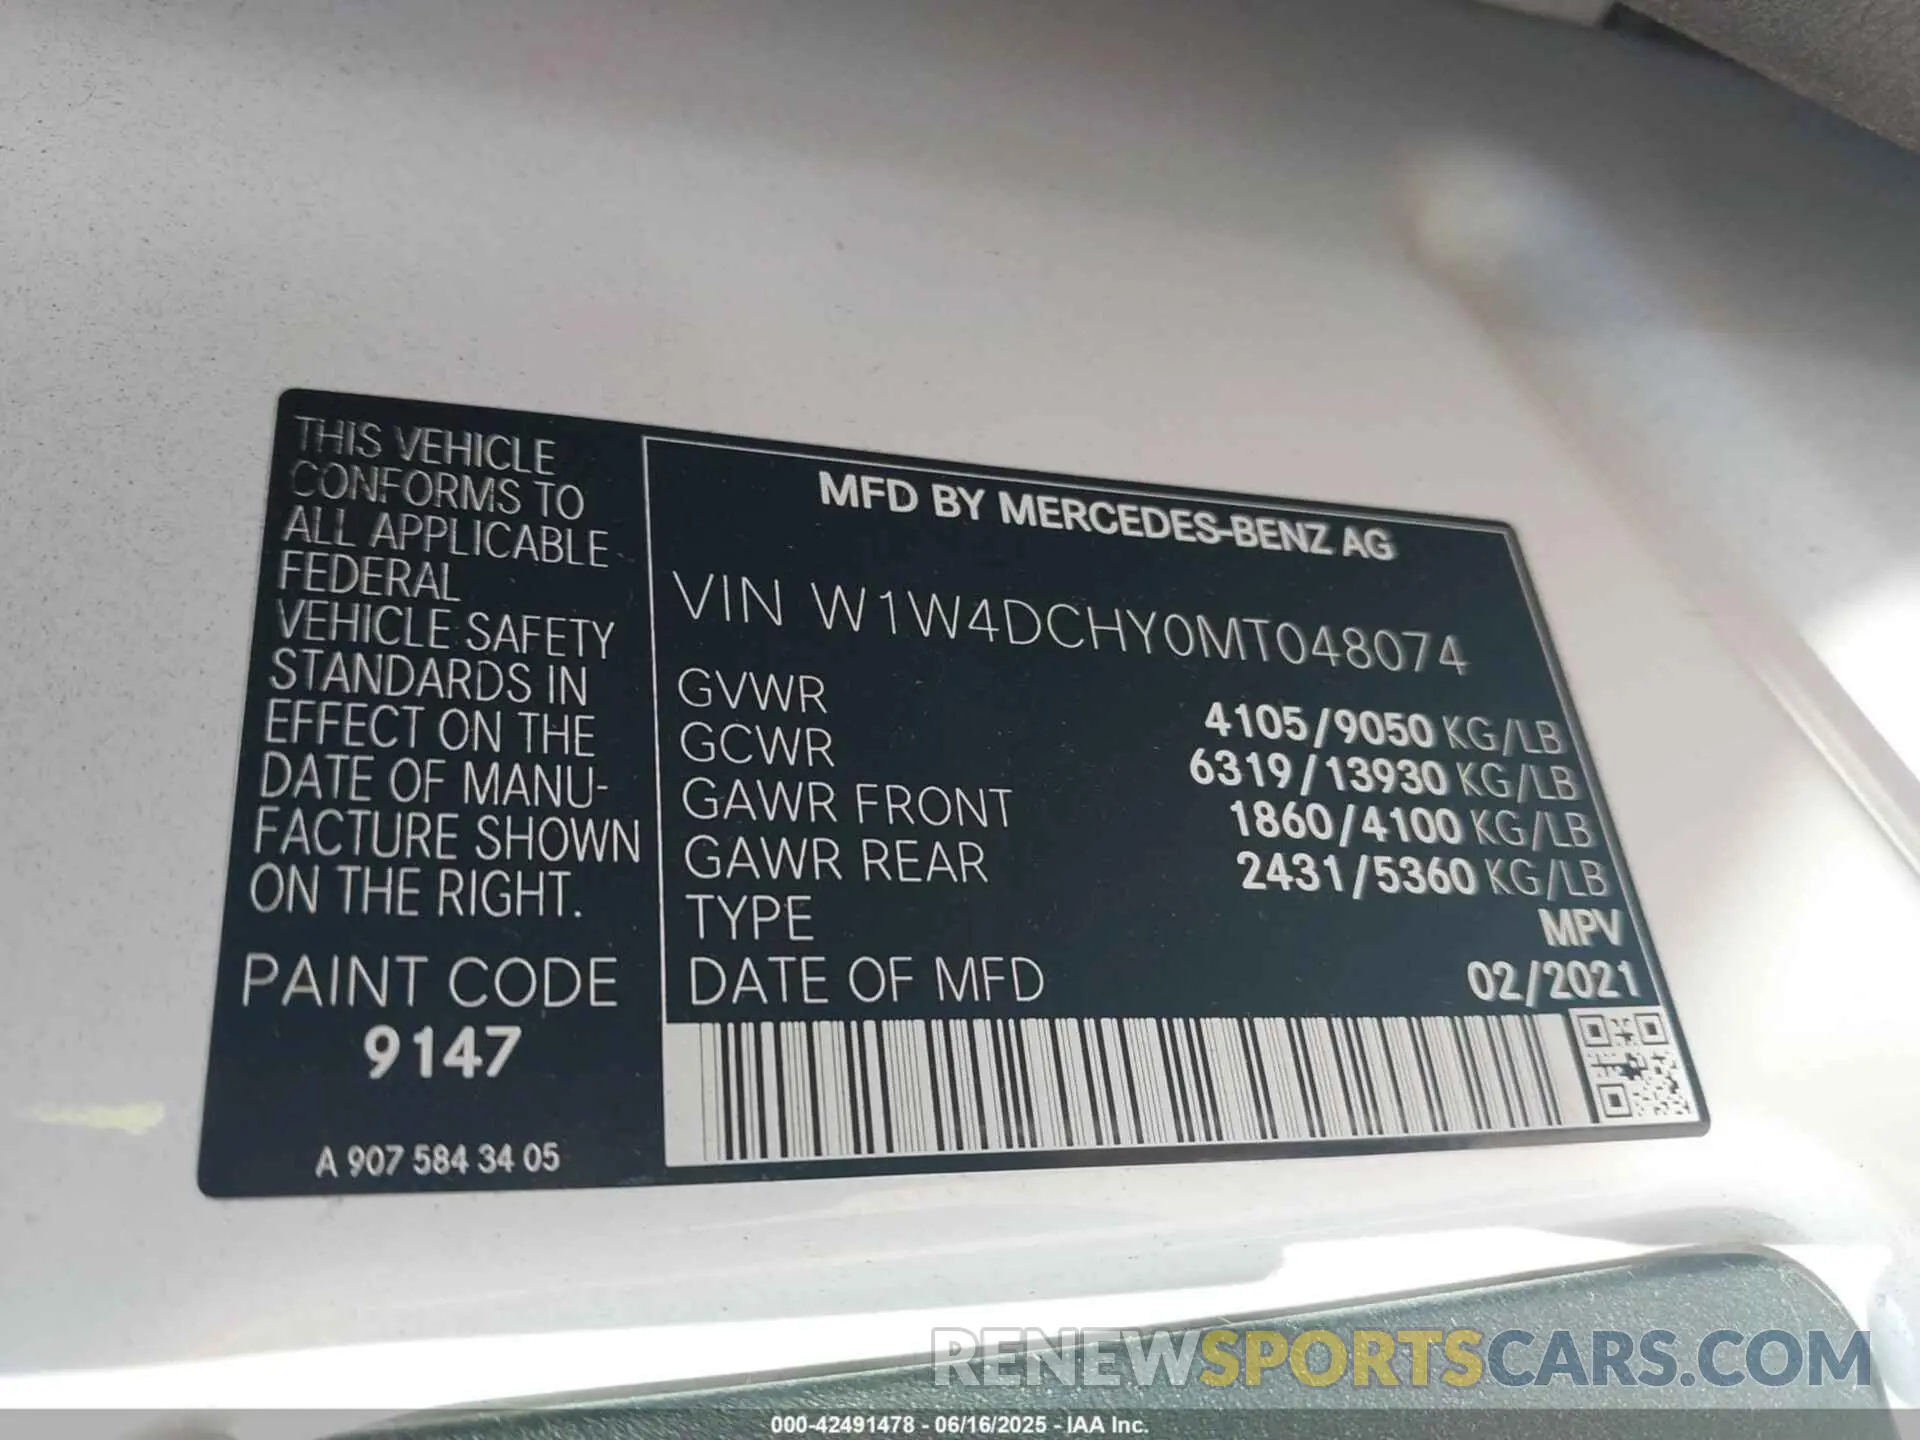 THIS VEHICLE
CONFORMS TO
ALL APPLICABLE
FEDERAL
VEHICLE SAFETY
STANDARDS IN
EFFECT ON THE
DATE OF MANU-
FACTURE SHOWN
ON THE RIGHT.
PAINT CODE
9147
A 907 584 34 05
MFD BY MERCEDES-BENZ AG
VIN W1W4DCHY0MT048074
GVWR 4105/9050 KG/LB
GCWR 6319/13930 KG/LB
GAWR FRONT 1860/4100 KG/LB
GAWR REAR 2431/5360 KG/LB
TYPE MPV
DATE OF MFD 02/2021
RENEWSPORTSCARS.COM
000-42491478 - 06/16/2025 - IAA Inc.